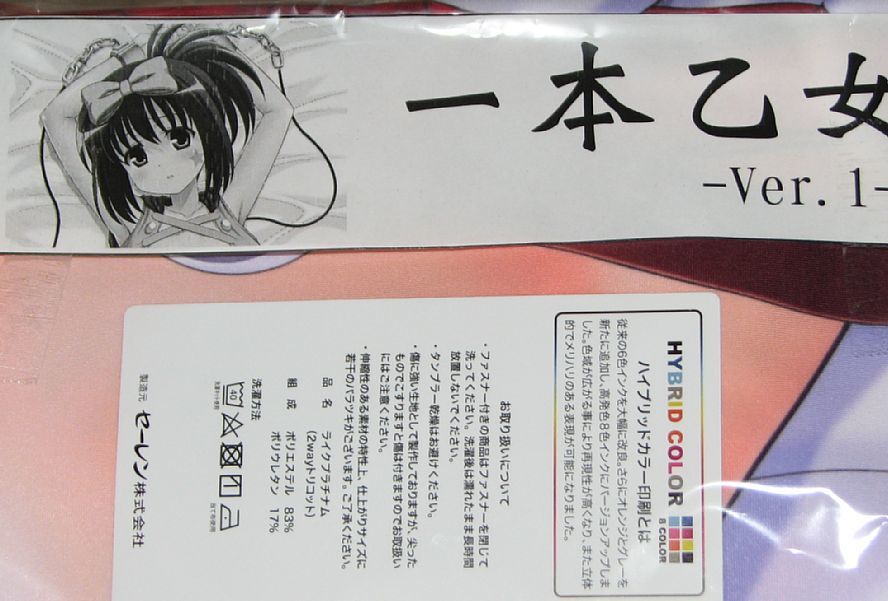 一本乙女
-Ver.1-
HYBRID COLOR
8 COLOR
ハイブリッドカラー印刷とは
従来の6色インクを大幅に改良。さらにオレンジとグレーを
新たに追加し、高発色8色インクにバージョンアップしま
した。色域が広がる事により再現性が高くなり、また立体
的でメリハリのある表現が可能になりました。
お取り扱いについて
・ファスナー付きの商品はファスナーを閉じて
洗ってください。洗濯後は濡れたまま長時間
放置しないでください。
・タンブラー乾燥はお避けください。
・傷に強い生地として製作しておりますが、尖った
ものでこすりますと傷は付きますのでお取扱い
にはご注意ください。
・伸縮性のある素材の特性上、仕上がりサイズに
若干のバラツキがございます。ご了承ください。
品 名 ライクプラチナム
(2wayトリコット)
組 成 ポリエステル 83%
ポリウレタン 17%
洗濯方法
40
洗濯ネット使用
当て布使用
製造元 セーレン株式会社